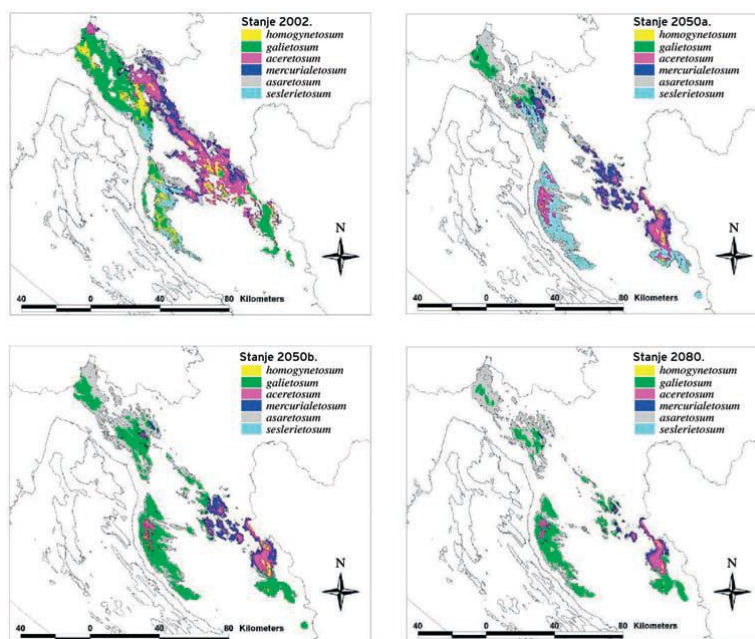 Stanje 2002.
homogynetosum
galietosum
aceretosum
mercurialetosum
asaretosum
seslerietosum
N
40 0 40 80 Kilometers
Stanje 2050a.
homogynetosum
galietosum
aceretosum
mercurialetosum
asaretosum
seslerietosum
N
40 0 40 80 Kilometers
Stanje 2050b.
homogynetosum
galietosum
aceretosum
mercurialetosum
asaretosum
seslerietosum
N
40 0 40 80 Kilometers
Stanje 2080.
homogynetosum
galietosum
aceretosum
mercurialetosum
asaretosum
seslerietosum
N
40 0 40 80 Kilometers